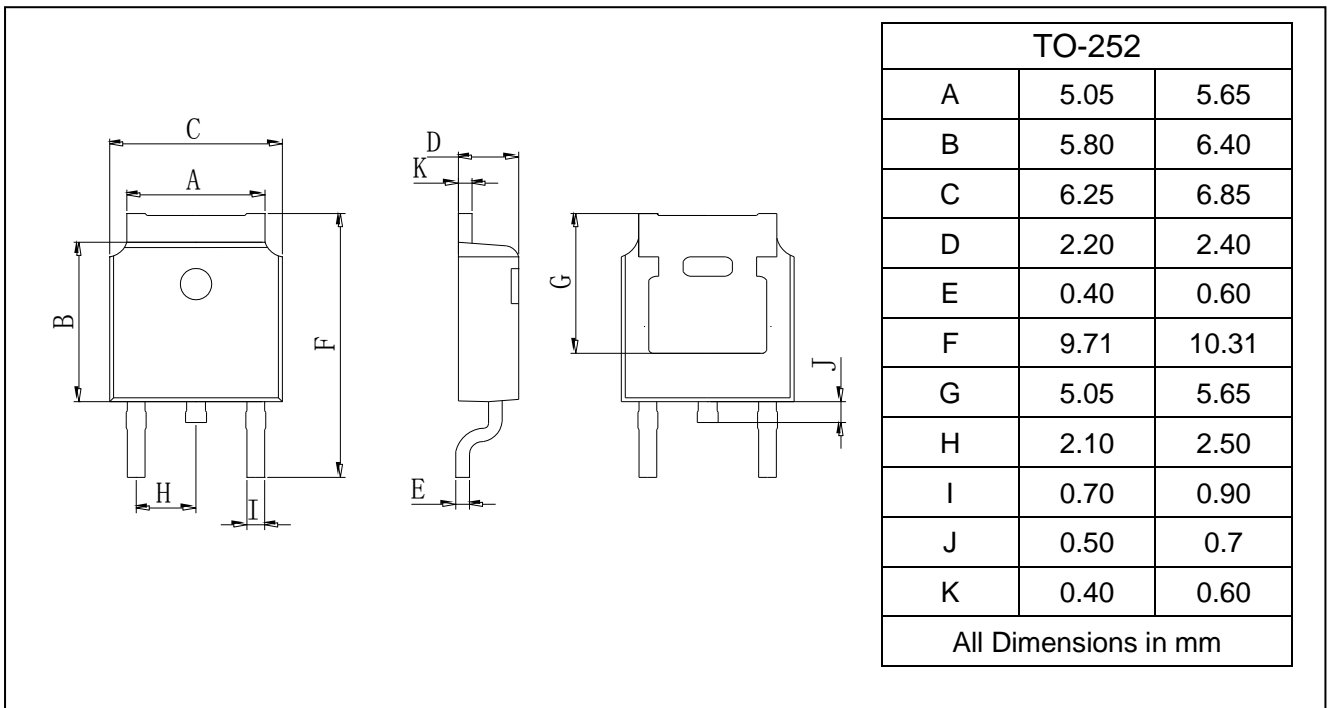 C
A
B
F
H
I
D
K
E
G
J
TO-252
A 5.05 5.65
B 5.80 6.40
C 6.25 6.85
D 2.20 2.40
E 0.40 0.60
F 9.71 10.31
G 5.05 5.65
H 2.10 2.50
I 0.70 0.90
J 0.50 0.7
K 0.40 0.60
All Dimensions in mm